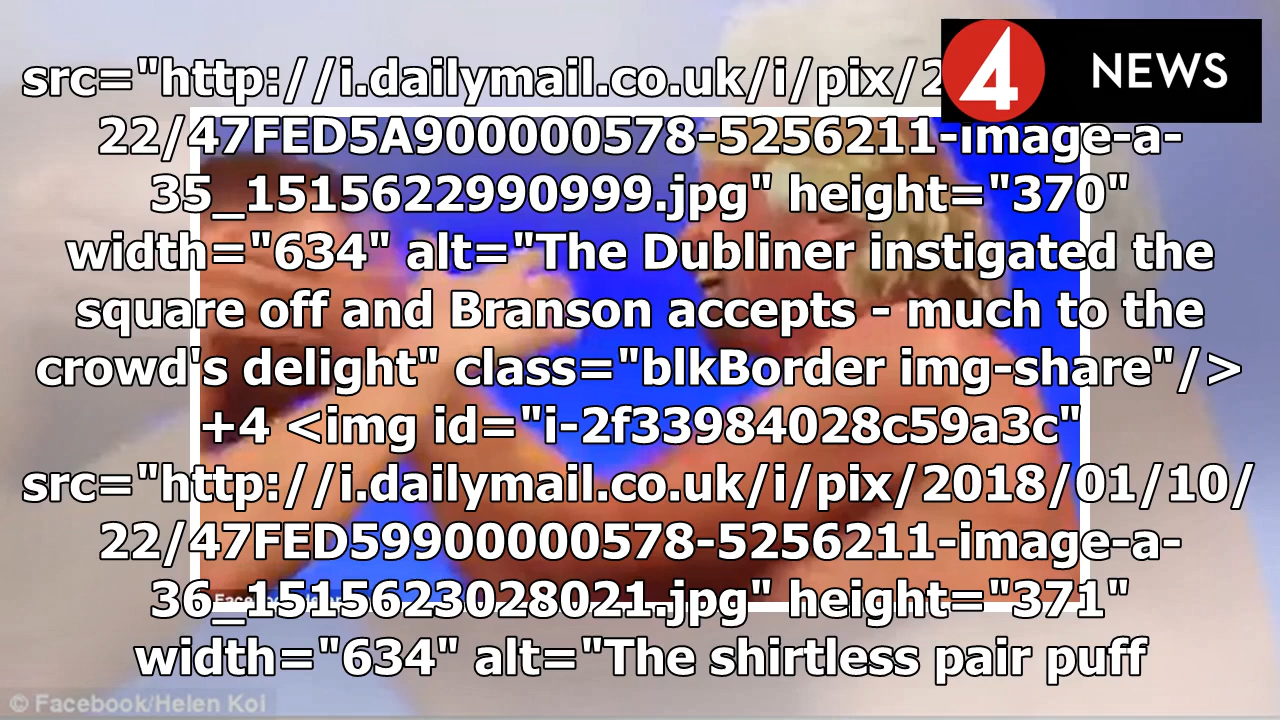 src="http://i.dailymail.co.uk/i/pix/2
4 NEWS
22/47FED5A900000578-5256211-image-a-
35_1515622990999.jpg" height="370"
width="634" alt="The Dubliner instigated the
square off and Branson accepts - much to the
crowd's delight" class="blkBorder img-share"/>
+4 <img id="i-2f33984028c59a3c"
src="http://i.dailymail.co.uk/i/pix/2018/01/10/
22/47FED59900000578-5256211-image-a-
36_1515623028021.jpg" height="371"
width="634" alt="The shirtless pair puff
© Facebook/Helen Koi